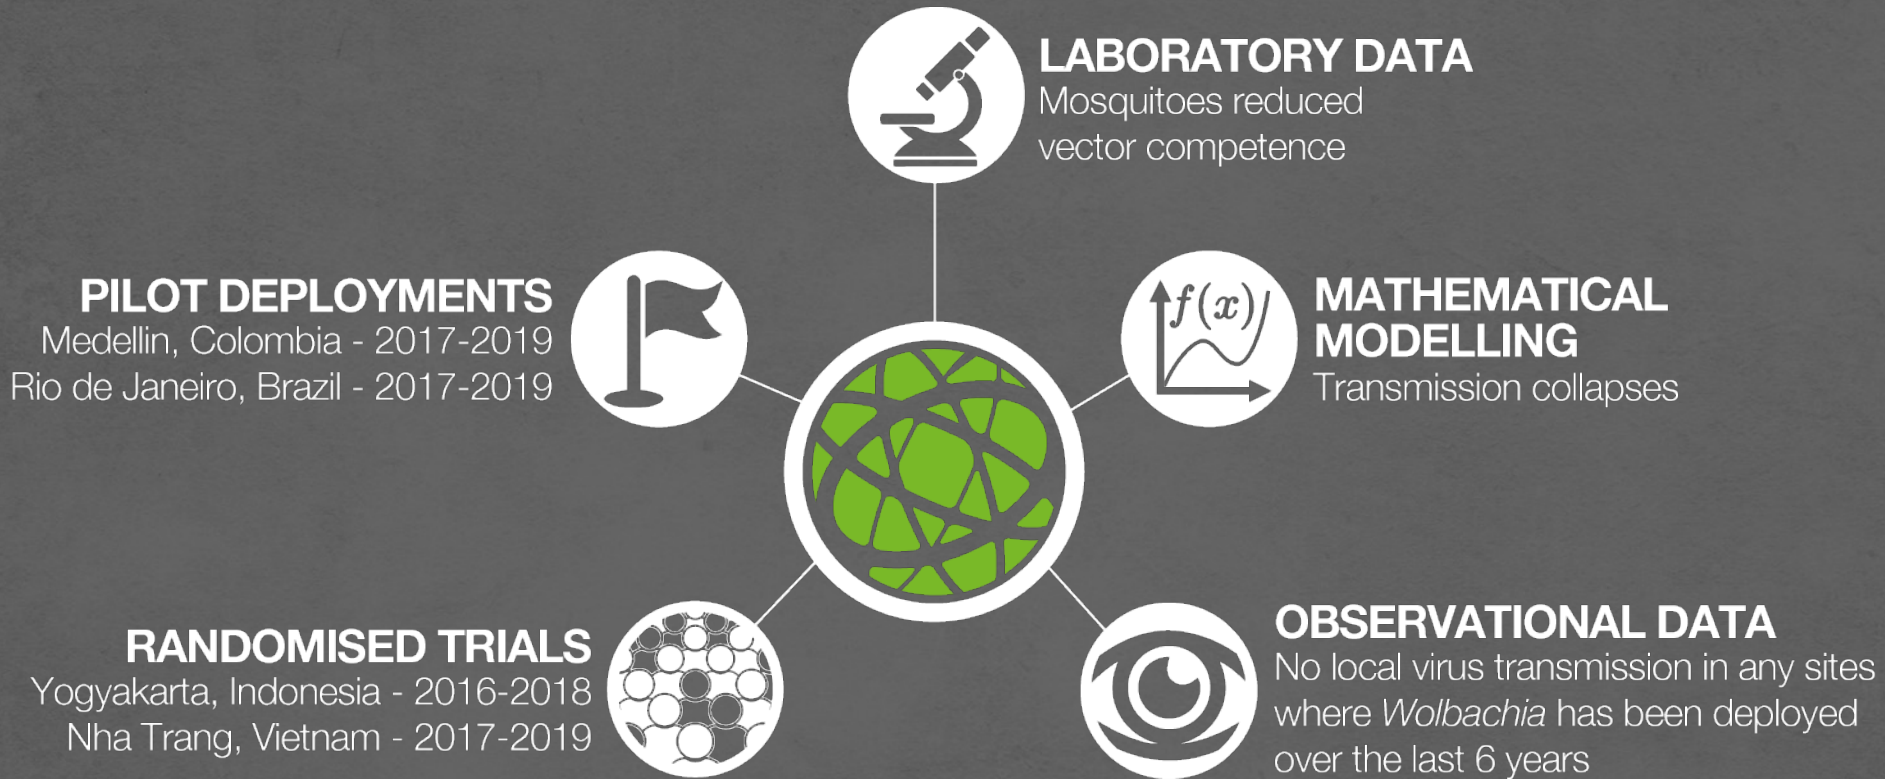 LABORATORY DATA
Mosquitoes reduced
vector competence
PILOT DEPLOYMENTS
Medellin, Colombia - 2017-2019
Rio de Janeiro, Brazil - 2017-2019
f(x)
MATHEMATICAL
MODELLING
Transmission collapses
RANDOMISED TRIALS
Yogyakarta, Indonesia - 2016-2018
Nha Trang, Vietnam - 2017-2019
OBSERVATIONAL DATA
No local virus transmission in any sites
where Wolbachia has been deployed
over the last 6 years